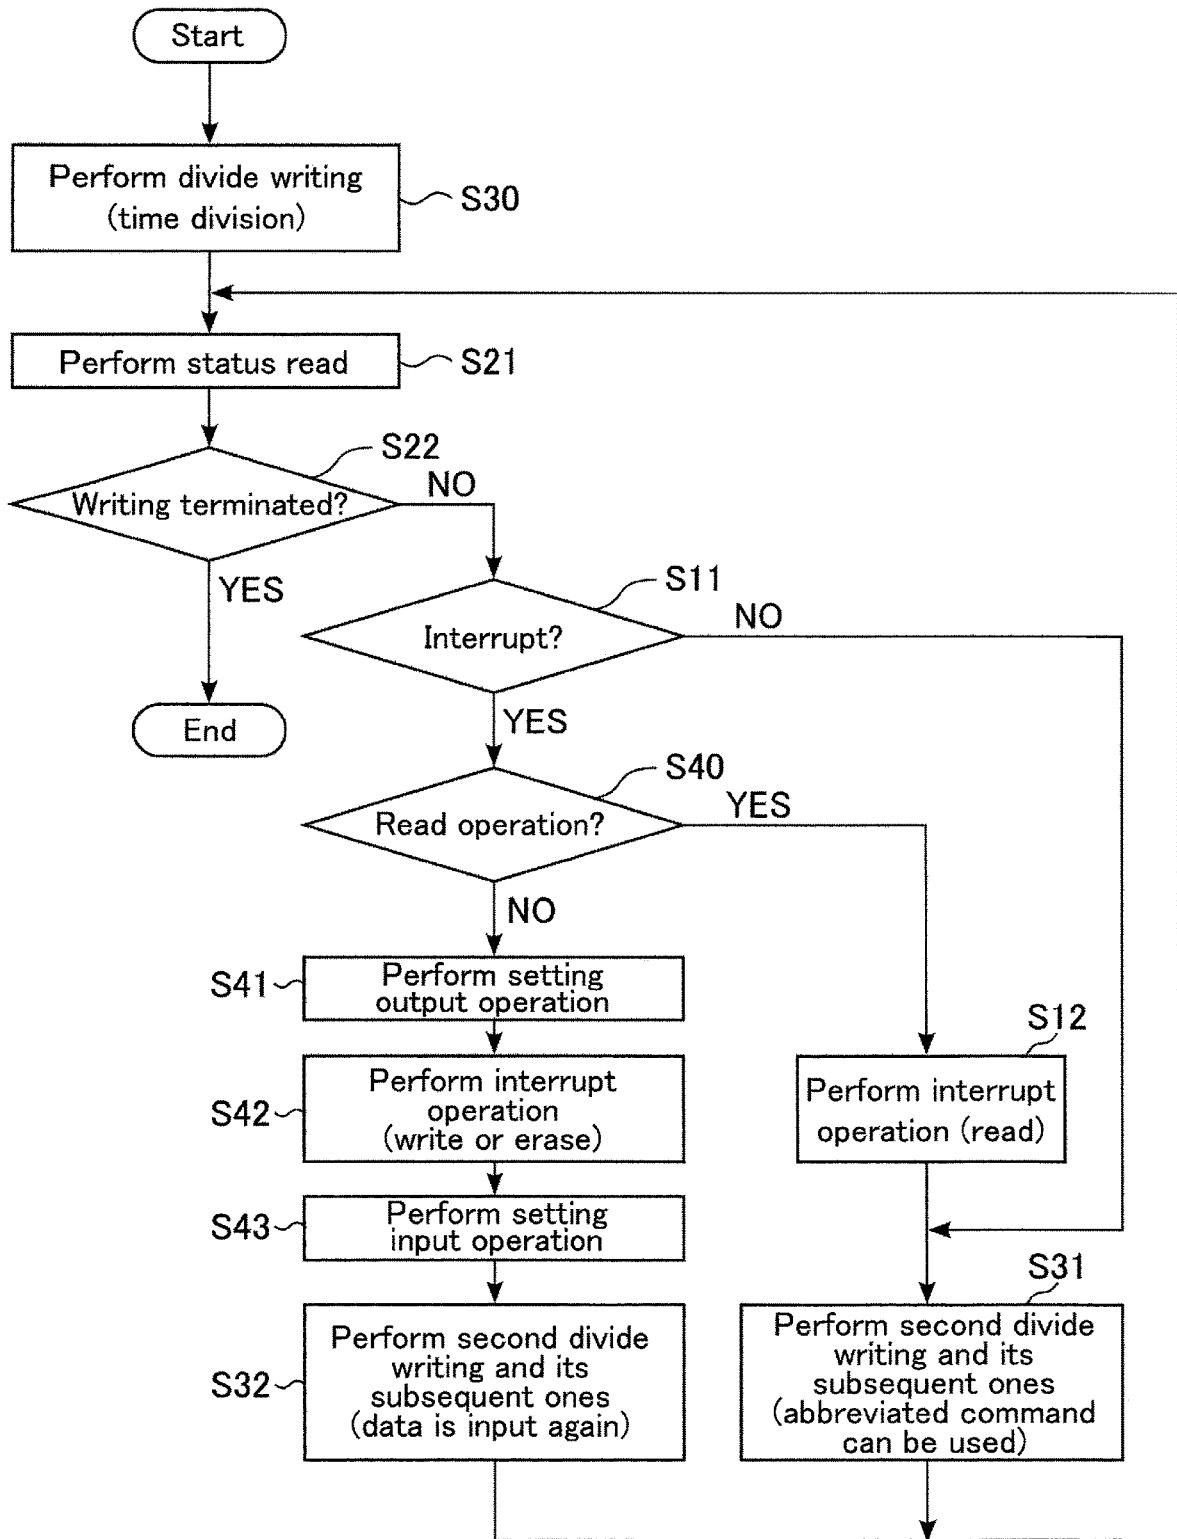 Start
Perform divide writing
(time division)
S30
Perform status read
S21
S22
Writing terminated?
NO
YES
End
S11
Interrupt?
NO
YES
S40
Read operation?
YES
NO
S41
Perform setting
output operation
S12
Perform interrupt
operation (read)
S42
Perform interrupt
operation
(write or erase)
S43
Perform setting
input operation
S31
S32
Perform second divide
writing and its
subsequent ones
(data is input again)
Perform second divide
writing and its
subsequent ones
(abbreviated command
can be used)